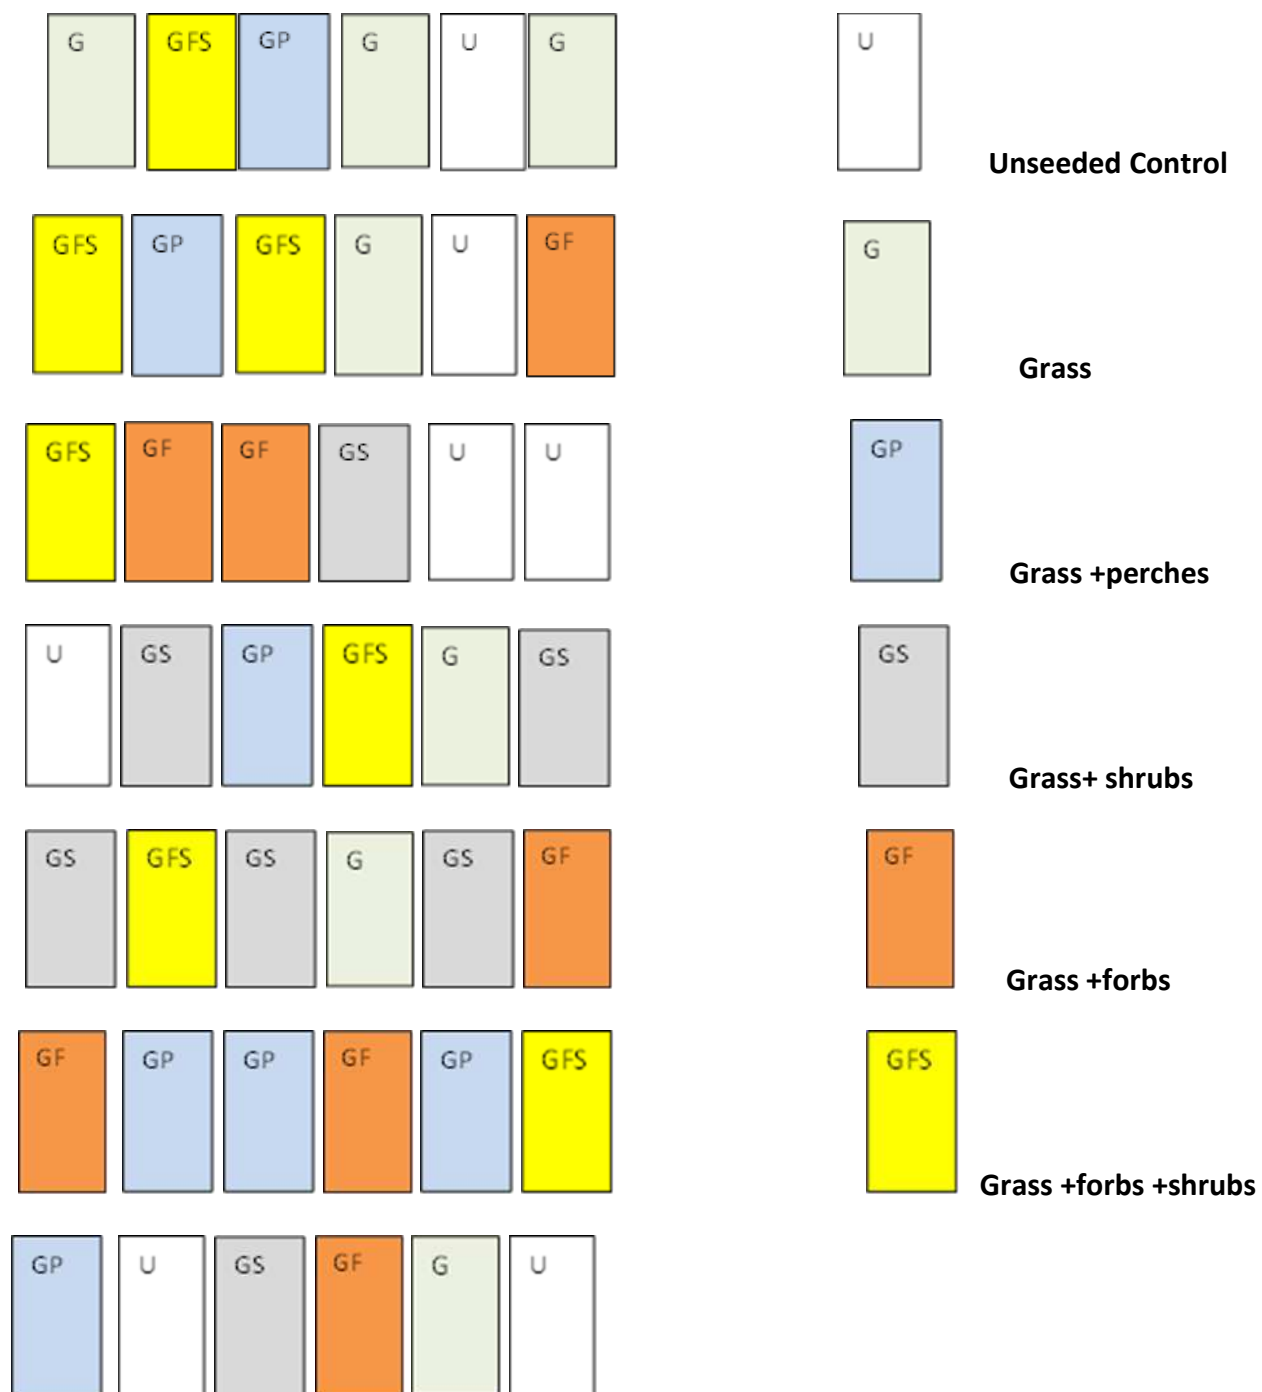 G GFS GP G U G U
Unseeded Control
GFS GP GFS G U GF G
Grass
GFS GF GF GS U U GP
Grass +perches
U GS GP GFS G GS GS
Grass+ shrubs
GS GFS GS G GS GF GF
Grass +forbs
GF GP GP GF GP GFS GFS
Grass +forbs +shrubs
GP U GS GF G U